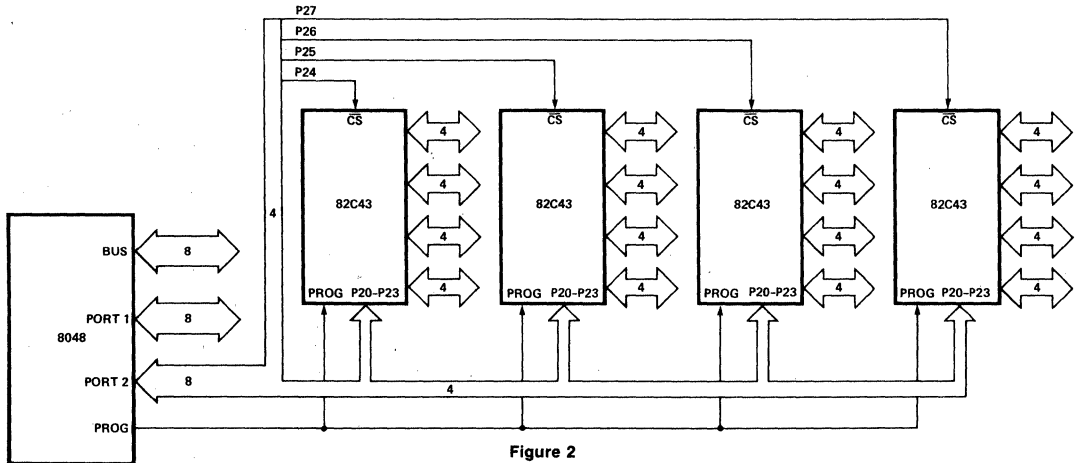 P27
P26
P25
P24
CS CS CS CS
4 4 4 4
4
4 4 4 4
82C43 82C43 82C43 82C43
BUS 8
4 4 4 4
PROG P20-P23 PROG P20-P23 PROG P20-P23 PROG P20-P23
4 4 4 4
PORT 1 8
8048
PORT 2 8
4
PROG
Figure 2